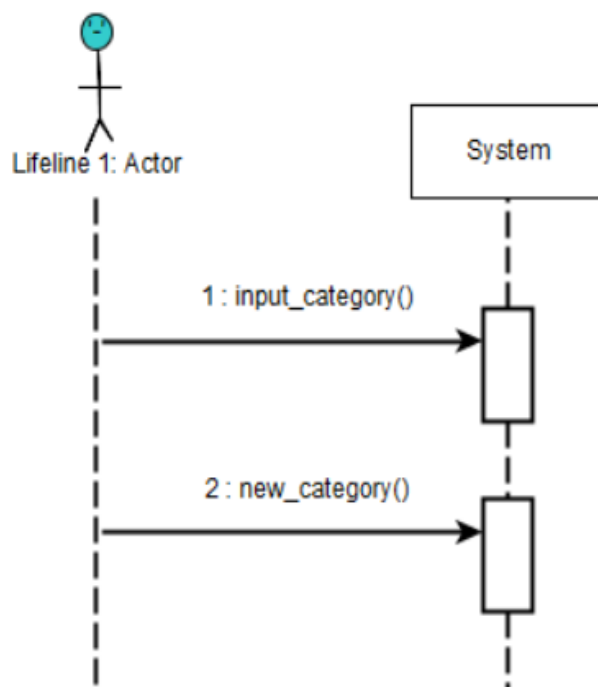 Lifeline 1: Actor
System
1 : input_category()
2 : new_category()